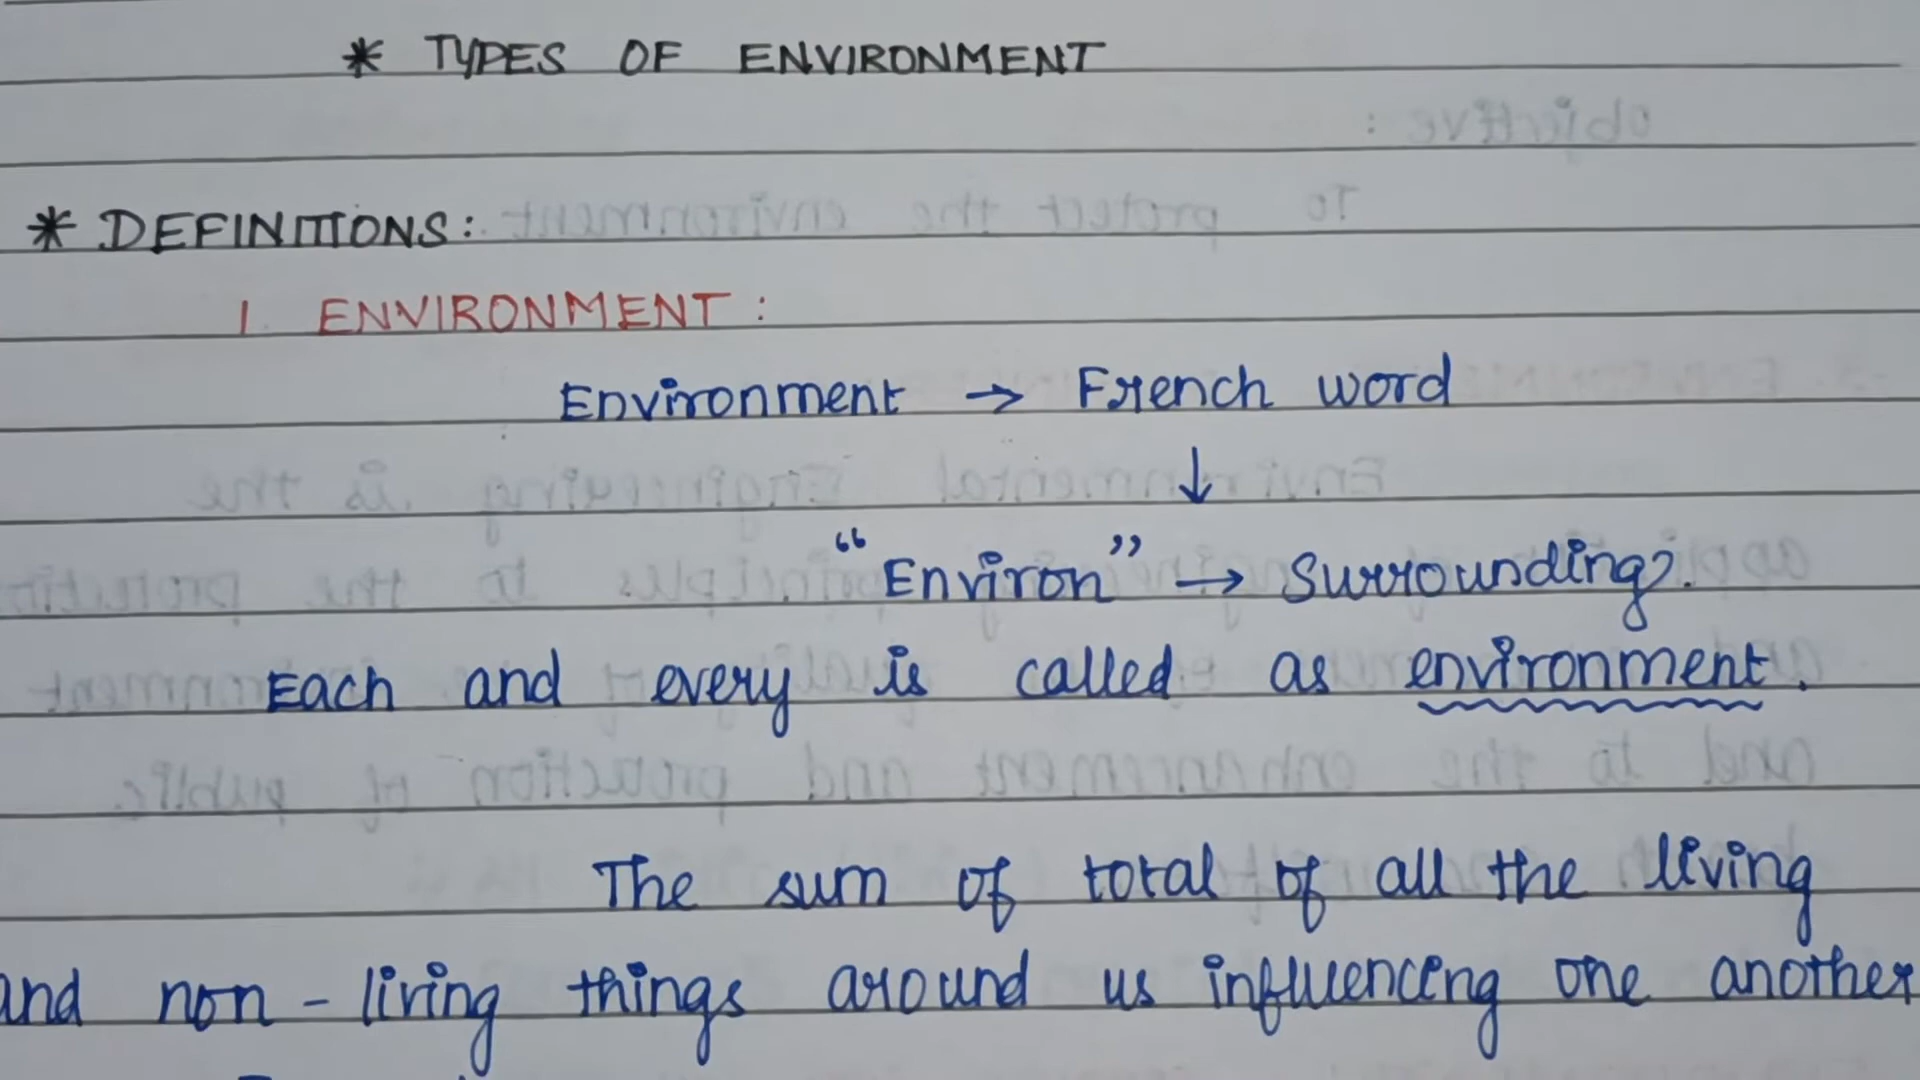 * TYPES OF ENVIRONMENT
* DEFINITIONS:
1. ENVIRONMENT:
Environment → French word
↓
"Environ" → Surroundings.
Each and every is called as environment.
The sum of total of all the living
and non-living things around us influencing one another